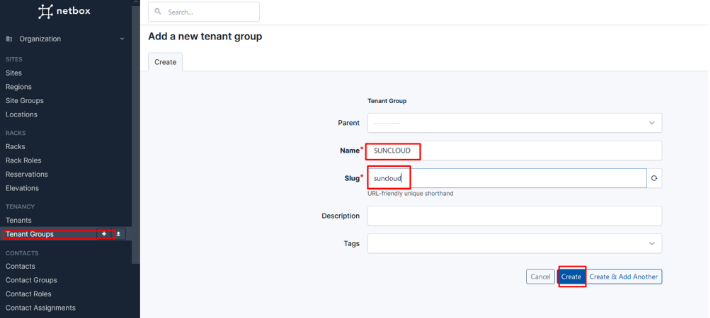 netbox
Search...
Organization
SITES
Sites
Regions
Site Groups
Locations
RACKS
Racks
Rack Roles
Reservations
Elevations
TENANCY
Tenants
Tenant Groups
CONTACTS
Contacts
Contact Groups
Contact Roles
Contact Assignments
Add a new tenant group
Create
Tenant Group
Parent ---------
Name* SUNCLOUD
Slug* suncloud
URL-friendly unique shorthand
Description
Tags
Cancel Create Create & Add Another